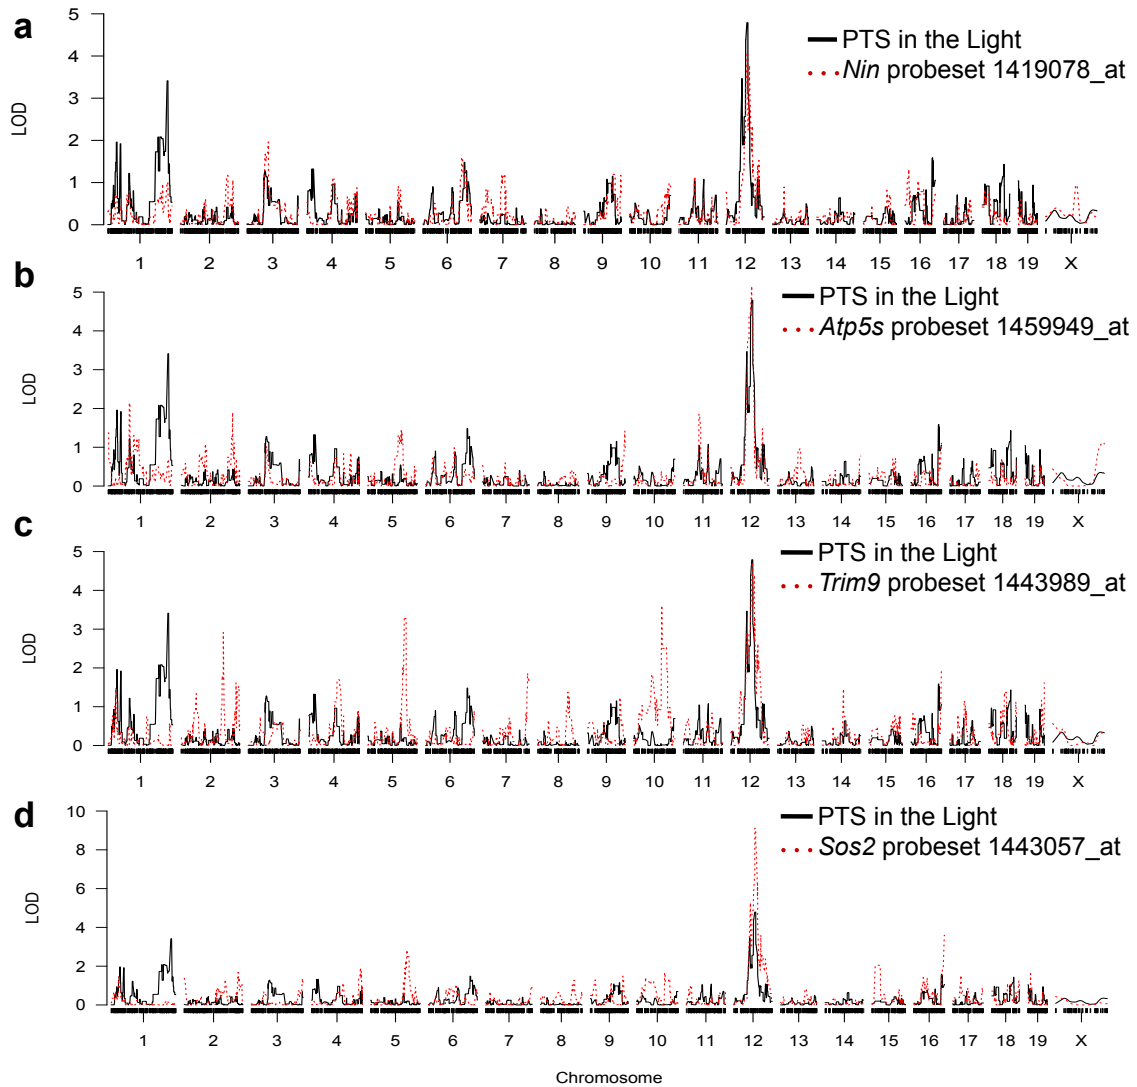 a
PTS in the Light
Nin probeset 1419078_at
LOD
5
4
3
2
1
0
1 2 3 4 5 6 7 8 9 10 11 12 13 14 15 16 17 18 19 X
b
PTS in the Light
Atp5s probeset 1459949_at
LOD
5
4
3
2
1
0
1 2 3 4 5 6 7 8 9 10 11 12 13 14 15 16 17 18 19 X
c
PTS in the Light
Trim9 probeset 1443989_at
LOD
5
4
3
2
1
0
1 2 3 4 5 6 7 8 9 10 11 12 13 14 15 16 17 18 19 X
d
PTS in the Light
Sos2 probeset 1443057_at
LOD
10
8
6
4
2
0
1 2 3 4 5 6 7 8 9 10 11 12 13 14 15 16 17 18 19 X
Chromosome